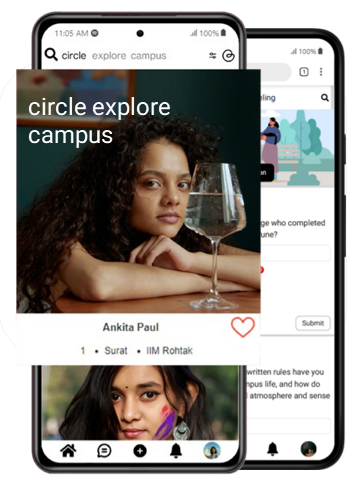 11:05 AM
100%
circle explore campus
circle explore
campus
Ankita Paul
1 • Surat • IIM Rohtak
100%
1
eling
on
ge who completed
une?
Submit
written rules have you
npus life, and how do
atmosphere and sense